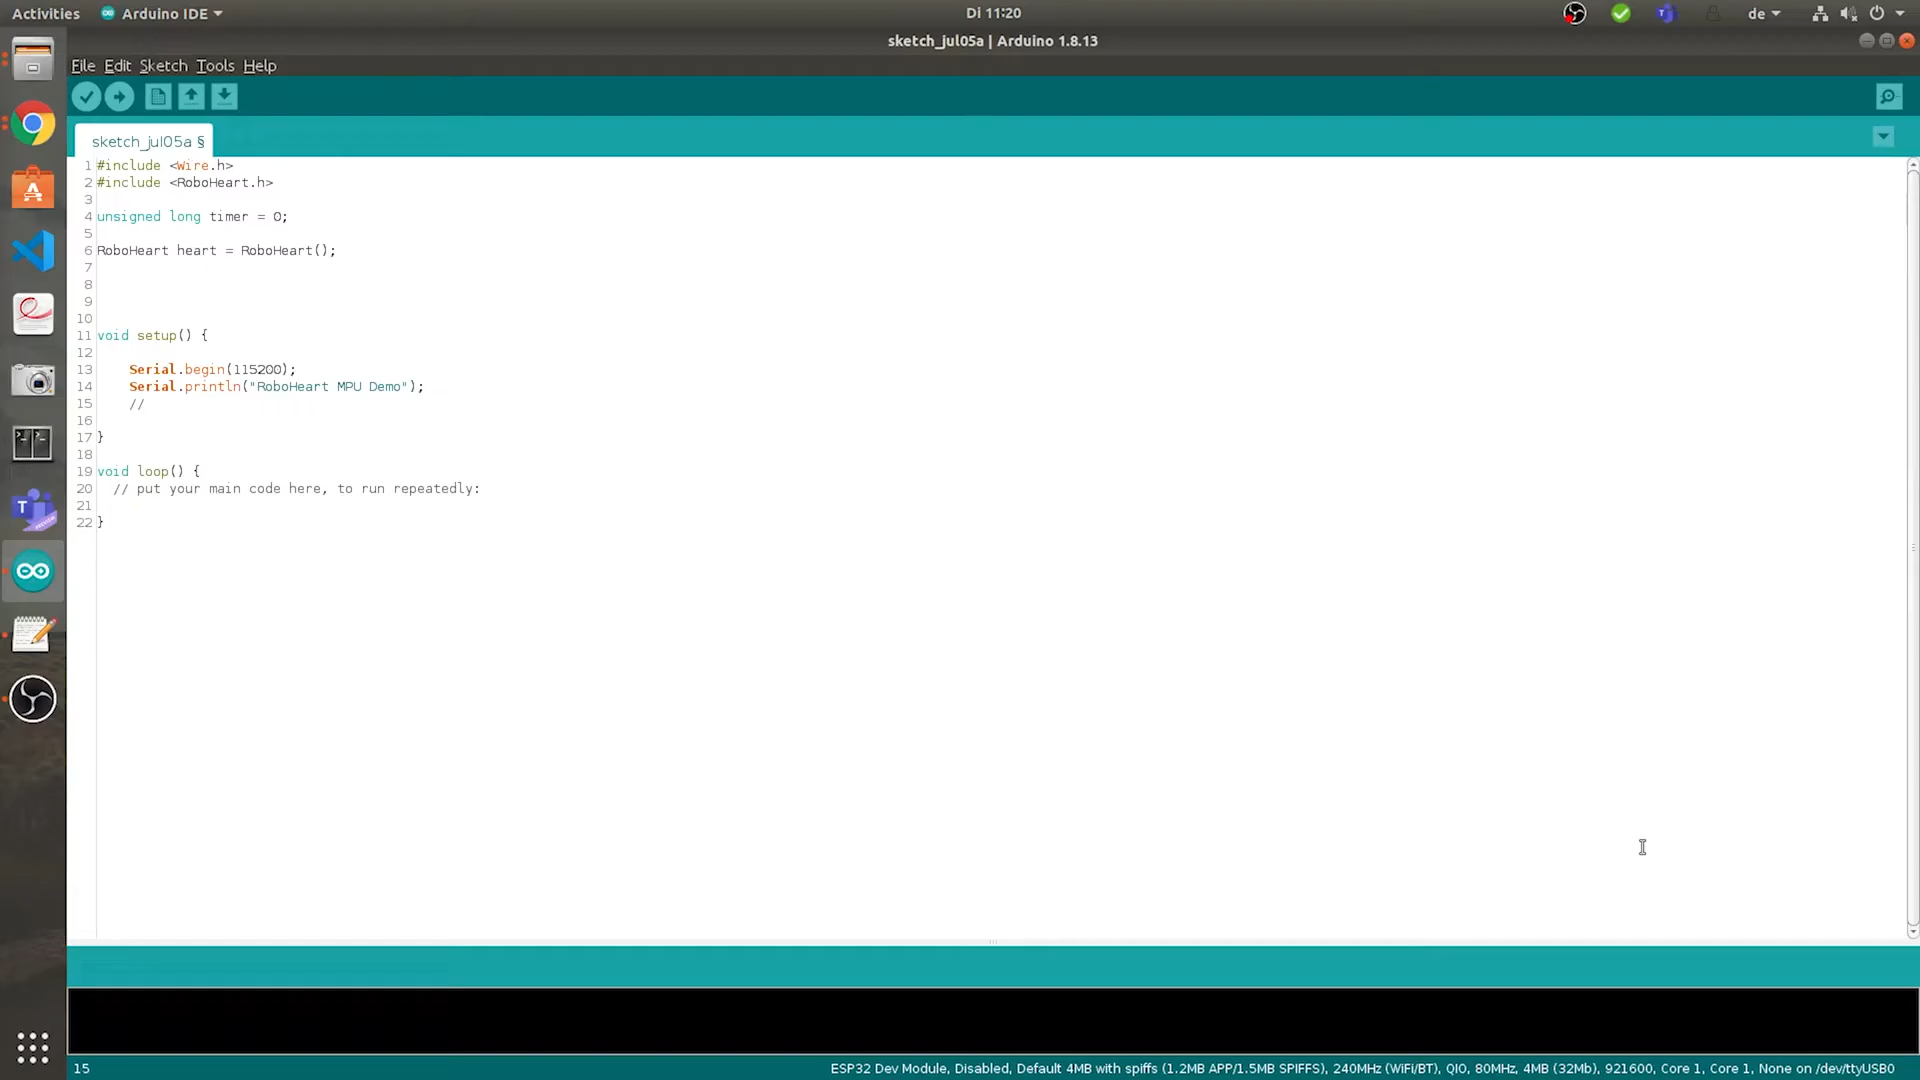 Activities Arduino IDE Di 11:20 de
sketch_jul05a | Arduino 1.8.13
File Edit Sketch Tools Help
sketch_jul05a §
1 #include <Wire.h>
2 #include <RoboHeart.h>
3
4 unsigned long timer = 0;
5
6 RoboHeart heart = RoboHeart();
7
8
9
10
11 void setup() {
12
13 Serial.begin(115200);
14 Serial.println("RoboHeart MPU Demo");
15 //
16
17 }
18
19 void loop() {
20 // put your main code here, to run repeatedly:
21
22 }
15 ESP32 Dev Module, Disabled, Default 4MB with spiffs (1.2MB APP/1.5MB SPIFFS), 240MHz (WiFi/BT), QIO, 80MHz, 4MB (32Mb), 921600, Core 1, Core 1, None on /dev/ttyUSB0